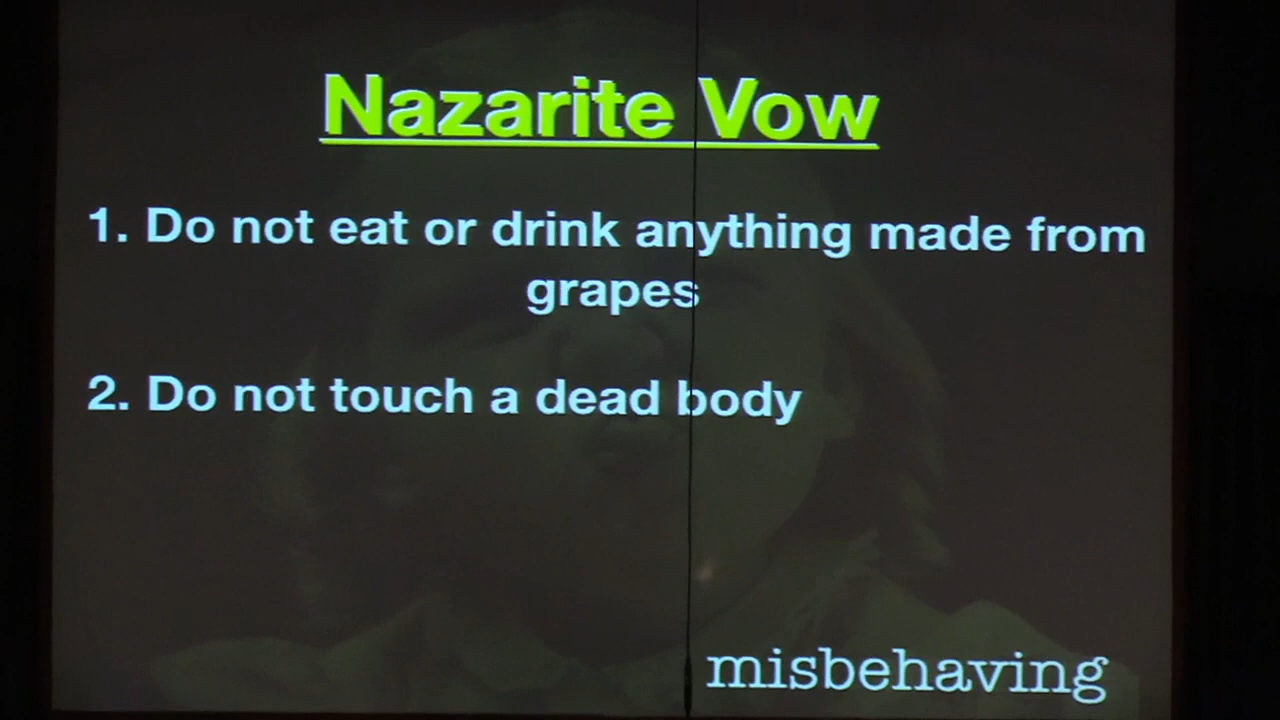 Nazarite Vow
1. Do not eat or drink anything made from
grapes
2. Do not touch a dead body
misbehaving